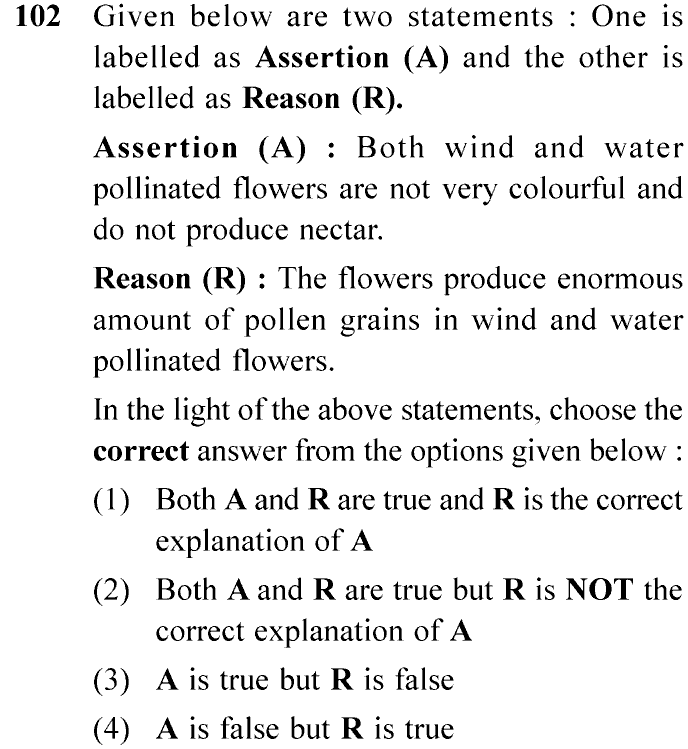 102 Given below are two statements : One is
labelled as Assertion (A) and the other is
labelled as Reason (R).
Assertion (A) : Both wind and water
pollinated flowers are not very colourful and
do not produce nectar.
Reason (R) : The flowers produce enormous
amount of pollen grains in wind and water
pollinated flowers.
In the light of the above statements, choose the
correct answer from the options given below :
(1) Both A and R are true and R is the correct
explanation of A
(2) Both A and R are true but R is NOT the
correct explanation of A
(3) A is true but R is false
(4) A is false but R is true